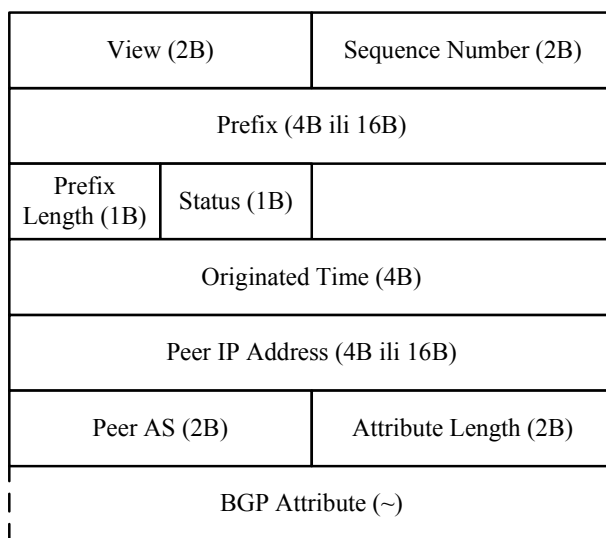 View (2B)
Sequence Number (2B)
Prefix (4B ili 16B)
Prefix
Length (1B)
Status (1B)
Originated Time (4B)
Peer IP Address (4B ili 16B)
Peer AS (2B)
Attribute Length (2B)
BGP Attribute (~)